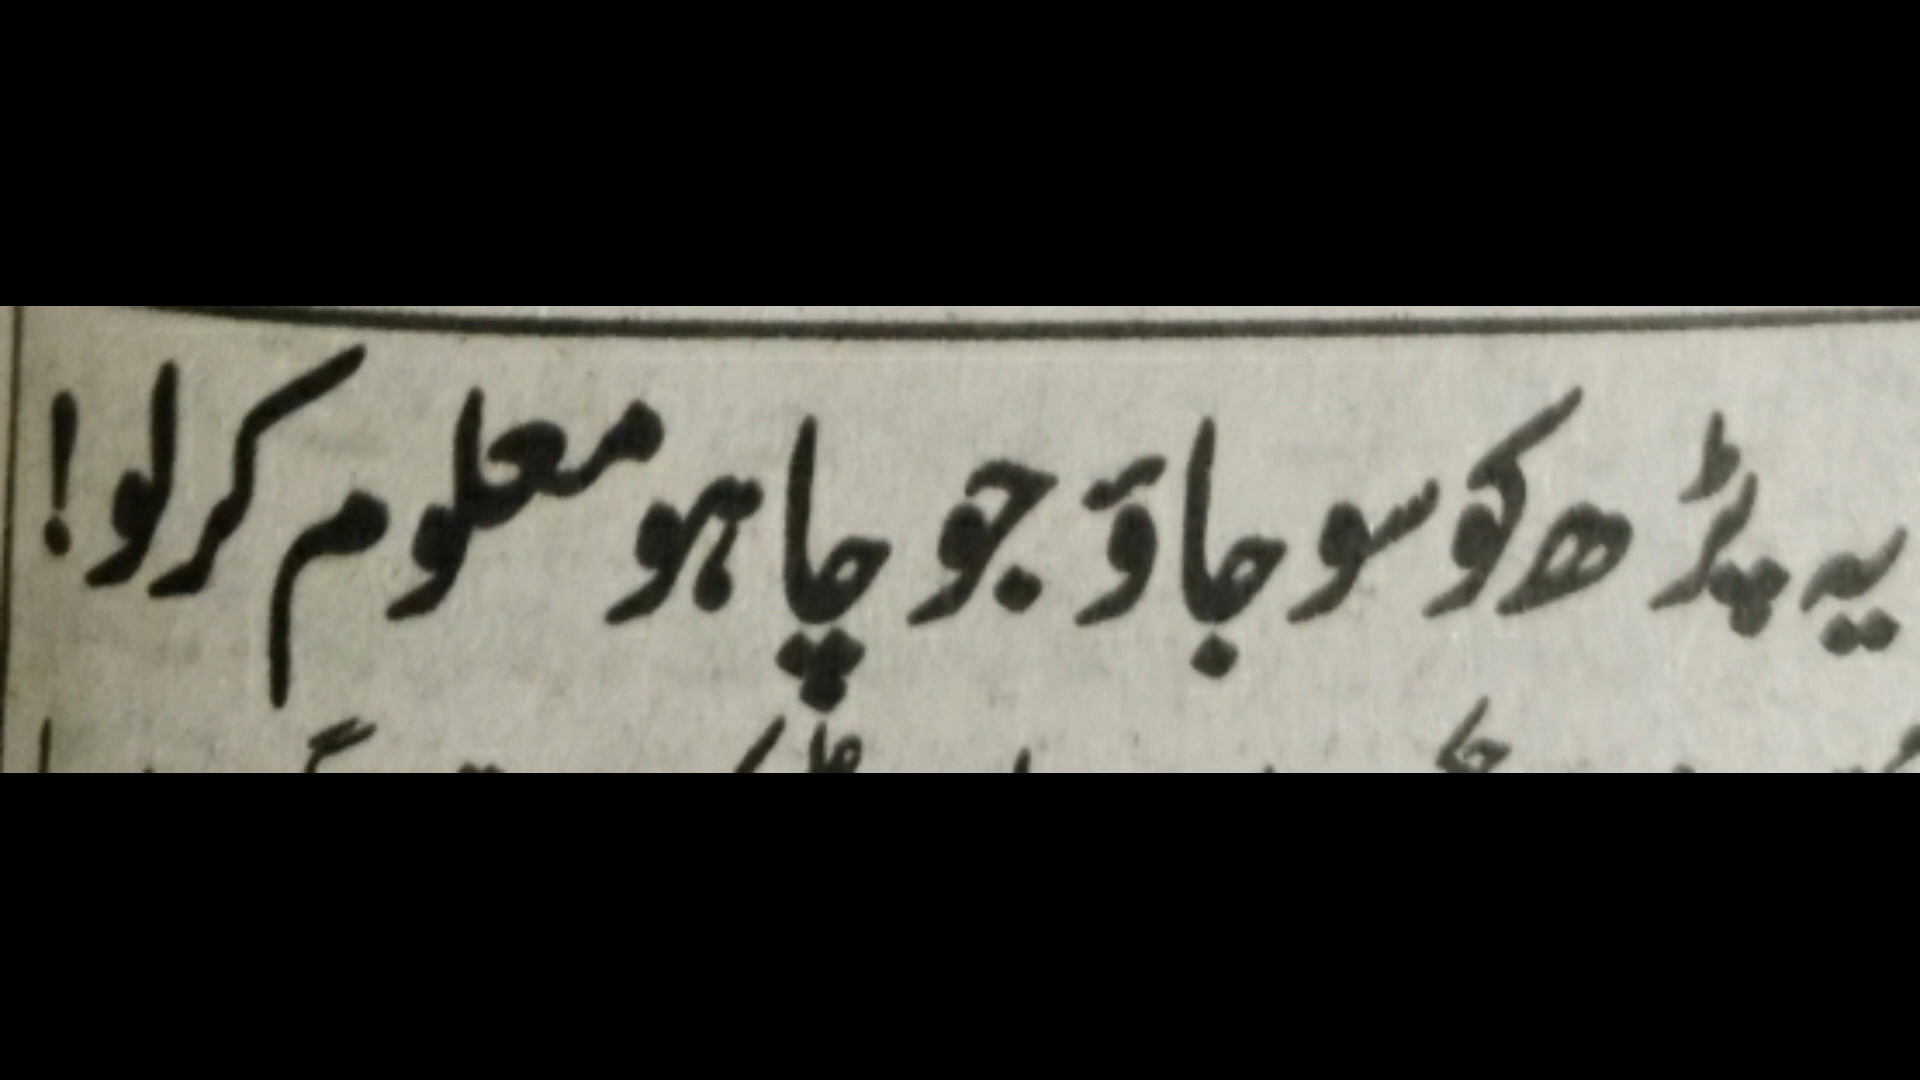 یہ پڑھ کو سو جاؤ جو چاہو معلوم کرلو!